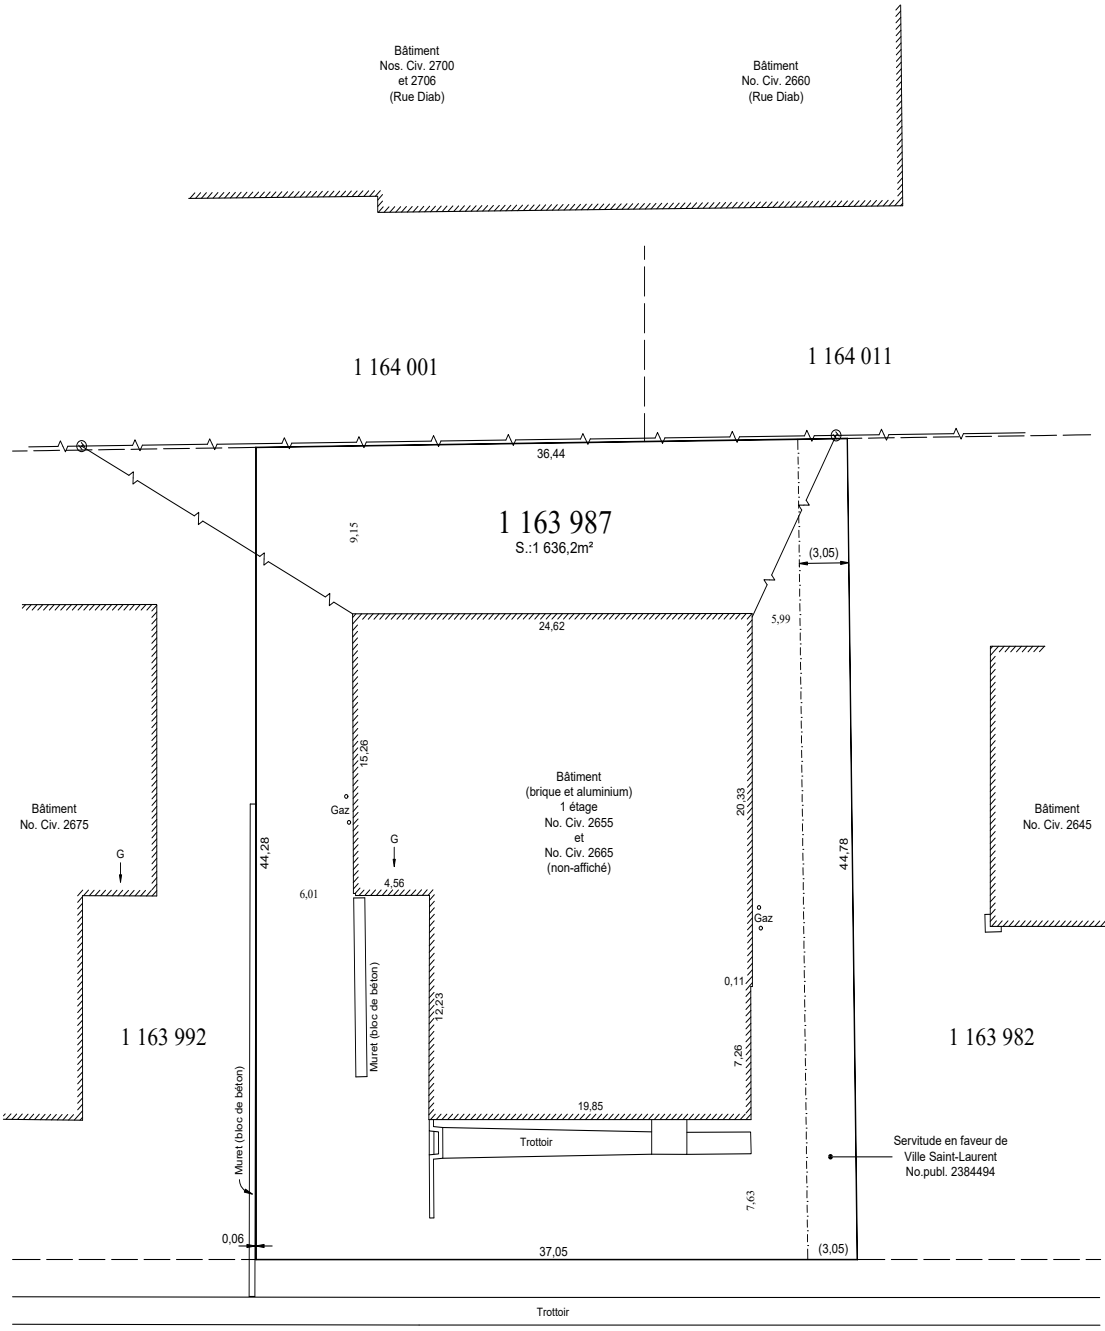 Bâtiment
Nos. Civ. 2700
et 2706
(Rue Diab)
Bâtiment
No. Civ. 2660
(Rue Diab)
1 164 001
1 164 011
36,44
9,15
1 163 987
S.:1 636,2m²
(3,05)
24,62
5,99
15,26
Bâtiment
(brique et aluminium)
1 étage
No. Civ. 2655
et
No. Civ. 2665
(non-affiché)
20,33
Bâtiment
No. Civ. 2675
Gaz
Bâtiment
No. Civ. 2645
G
44,28
G
44,78
4,56
6,01
Gaz
0,11
12,23
Muret (bloc de béton)
1 163 992
1 163 982
7,26
19,85
Muret (bloc de béton)
Trottoir
Servitude en faveur de
Ville Saint-Laurent
No.publ. 2384494
7,63
0,06
37,05
(3,05)
Trottoir